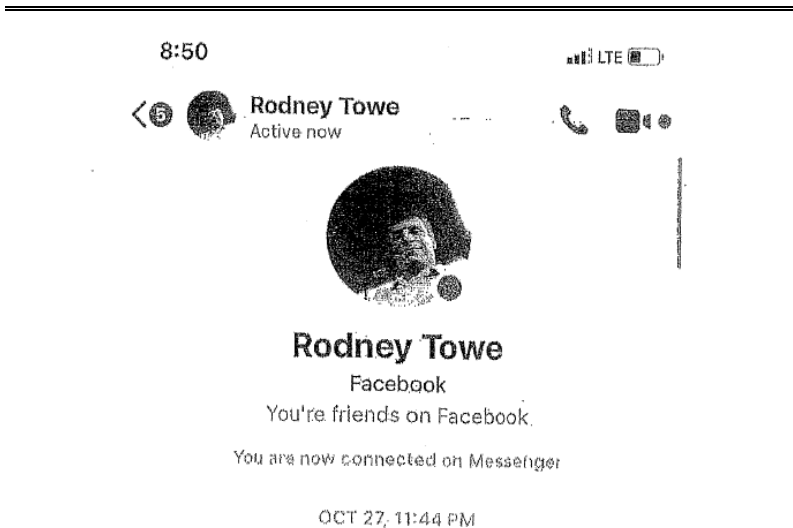 8:50 LTE
5 Rodney Towe
Active now
Rodney Towe
Facebook
You're friends on Facebook
You are now connected on Messenger
OCT 27, 11:44 PM